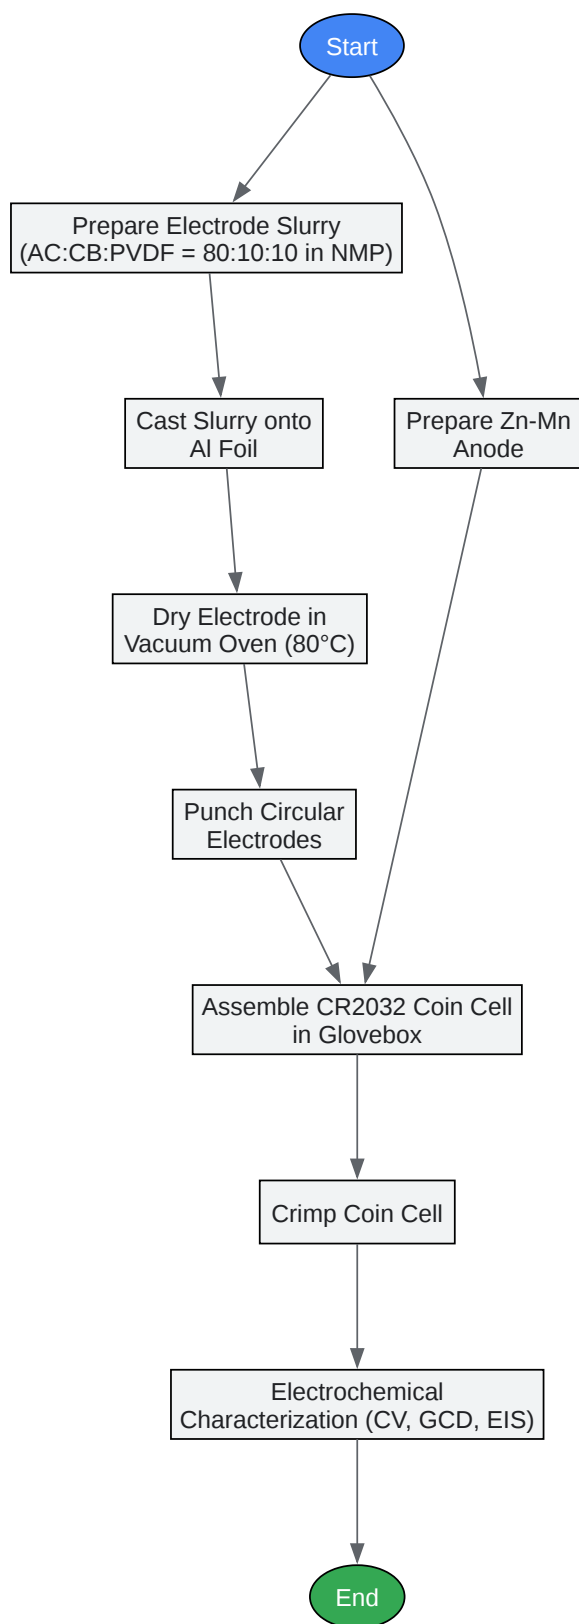 Start
Prepare Electrode Slurry
(AC:CB:PVDF = 80:10:10 in NMP)
Cast Slurry onto
Al Foil
Prepare Zn-Mn
Anode
Dry Electrode in
Vacuum Oven (80°C)
Punch Circular
Electrodes
Assemble CR2032 Coin Cell
in Glovebox
Crimp Coin Cell
Electrochemical
Characterization (CV, GCD, EIS)
End